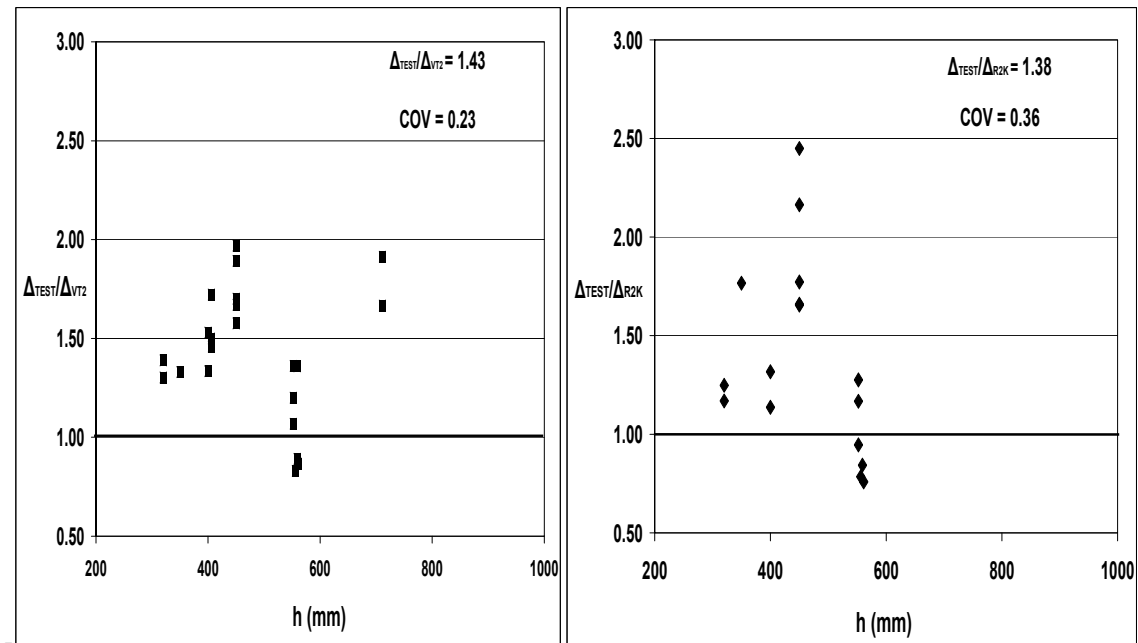 3.00
ΔTEST/ΔVT2 = 1.43
COV = 0.23
2.50
2.00
ΔTEST/ΔVT2
1.50
1.00
0.50
200 400 600 800 1000
h (mm)
3.00
ΔTEST/ΔR2K = 1.38
COV = 0.36
2.50
2.00
ΔTEST/ΔR2K
1.50
1.00
0.50
200 400 600 800 1000
h (mm)